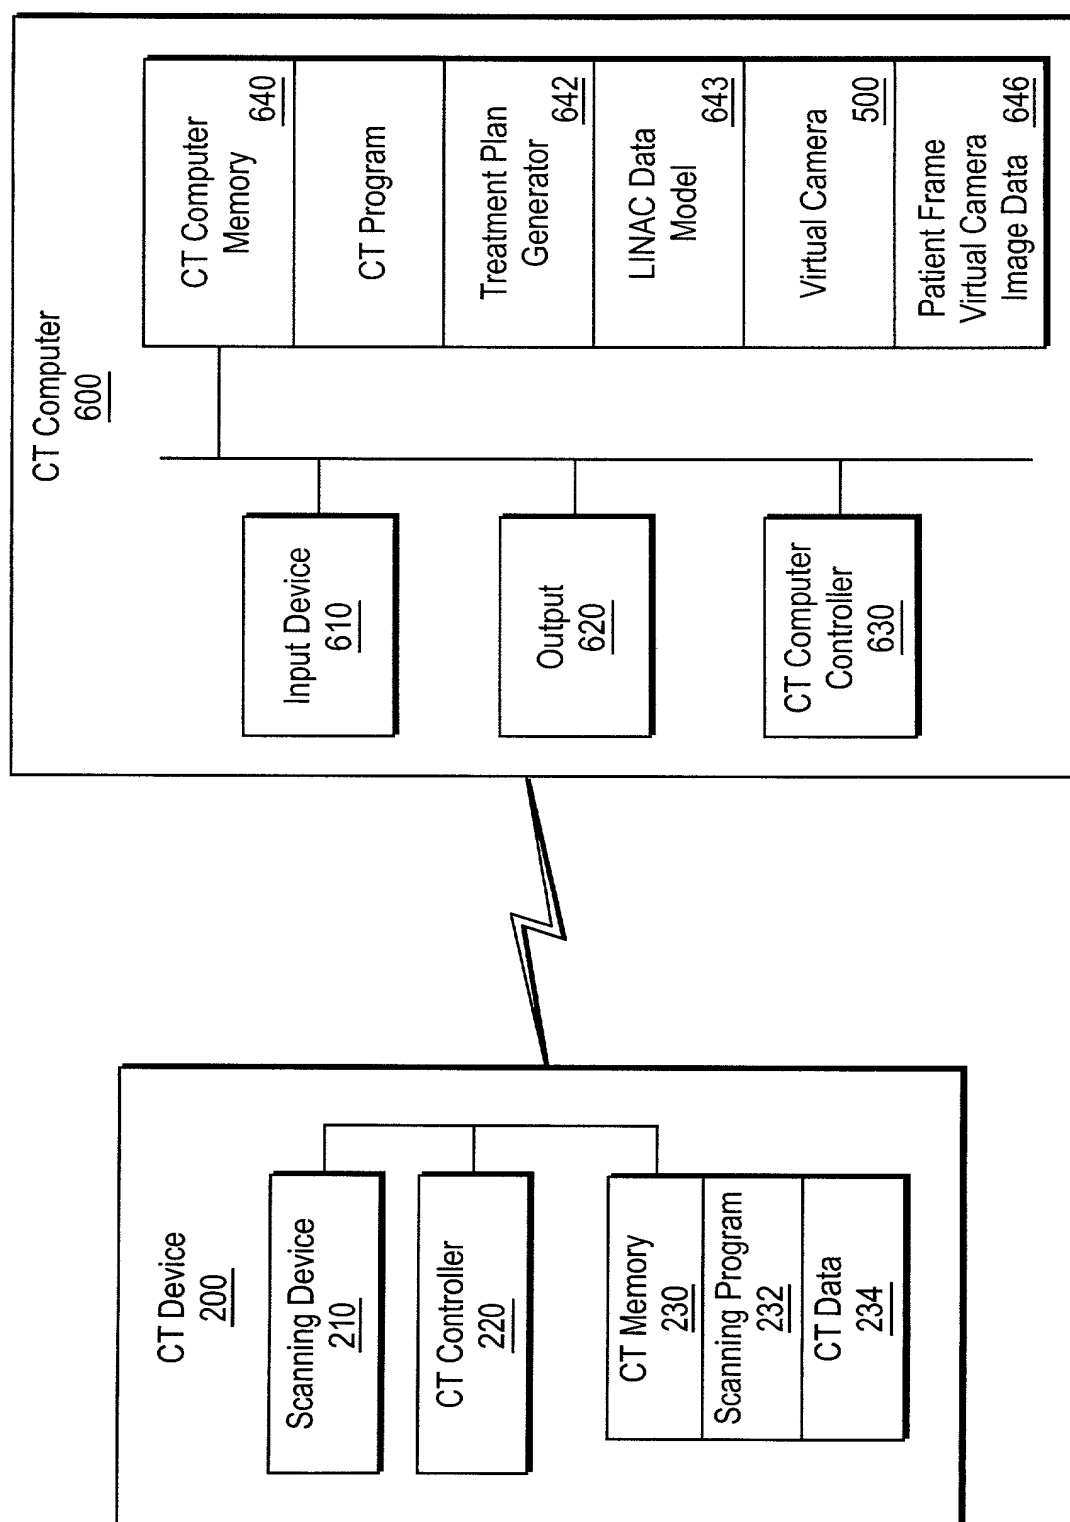 CT Device
200
Scanning Device
210
CT Controller
220
CT Memory
230
Scanning Program
232
CT Data
234
CT Computer
600
Input Device
610
Output
620
CT Computer
Controller
630
CT Computer
Memory
640
CT Program
Treatment Plan
Generator
642
LINAC Data
Model
643
Virtual Camera
500
Patient Frame
Virtual Camera
Image Data
646